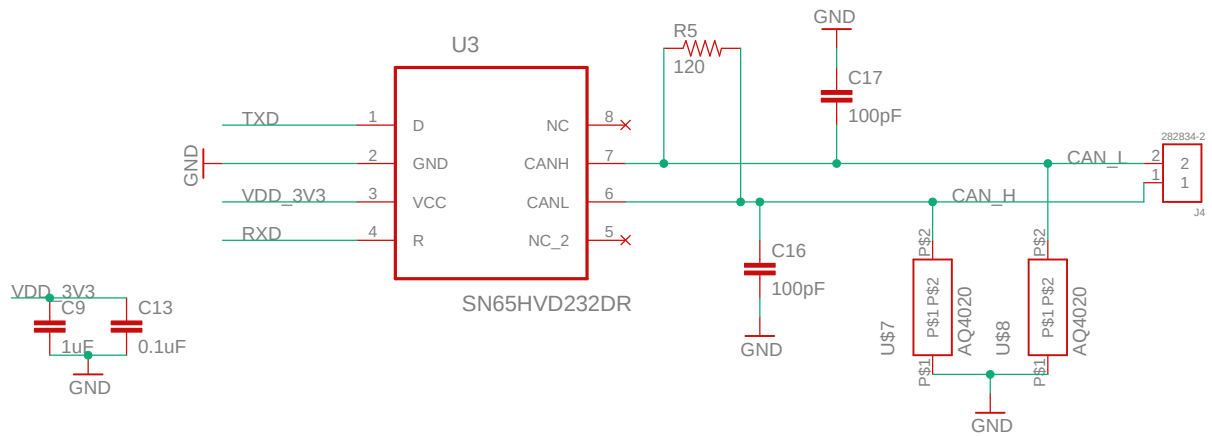 GND
U3
R5
120
C17
100pF
TXD
1
D
NC
8
282834-2
GND
2
GND
CANH
7
CAN_L
2
2
1
1
VDD_3V3
3
VCC
CANL
6
CAN_H
J4
RXD
4
R
NC_2
5
C16
100pF
GND
SN65HVD232DR
VDD_3V3
C9
1uF
C13
0.1uF
GND
P$2
P$1 P$2
P$1
U$7
AQ4020
P$2
P$1 P$2
P$1
U$8
AQ4020
GND